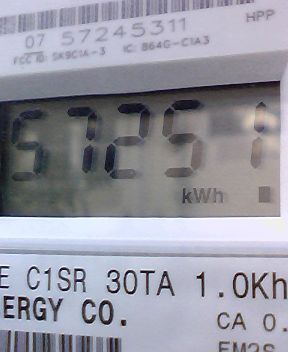 HPP
07 57245311
FCC ID: SK9C1A-3 IC: 864G-C1A3
57251
kWh
E C1SR 30TA 1.0Kh
ERGY CO.
CA 0.
EM2S